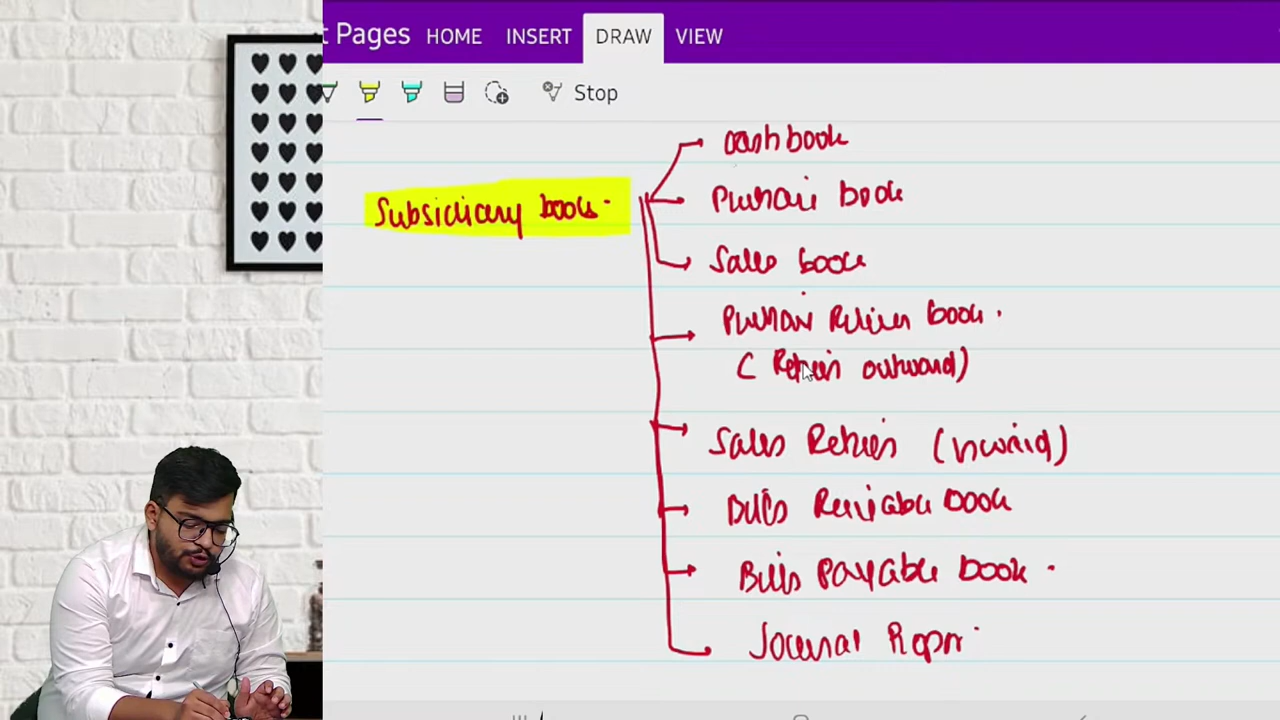 t Pages HOME INSERT DRAW VIEW
Stop
Cash book
Subsidiary book.
Purchase book
Sales book
Purchase Return book.
(Return outward)
Sales Return (Inward)
Bills Receivable book
Bills Payable book.
Journal